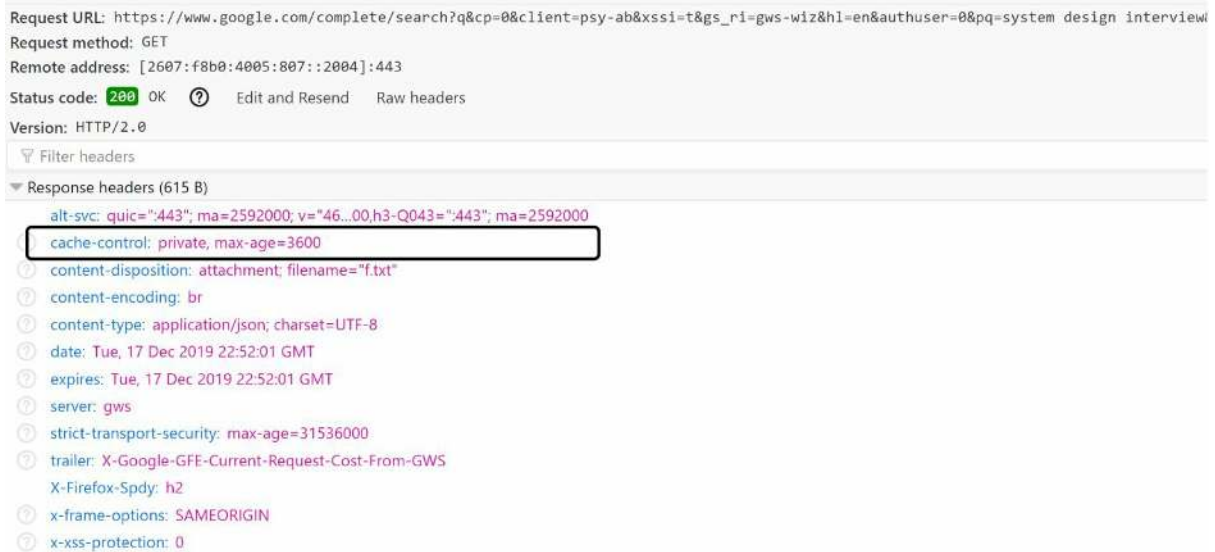 Request URL: https://www.google.com/complete/search?q&cp=0&client=psy-ab&xssi=t&gs_ri=gws-wiz&hl=en&authuser=0&pq=system design interview&
Request method: GET
Remote address: [2607:f8b0:4005:807::2004]:443
Status code: 200 OK ? Edit and Resend Raw headers
Version: HTTP/2.0
Filter headers
Response headers (615 B)
alt-svc: quic=":443"; ma=2592000; v="46...00,h3-Q043=":443"; ma=2592000
? cache-control: private, max-age=3600
? content-disposition: attachment; filename="f.txt"
? content-encoding: br
? content-type: application/json; charset=UTF-8
? date: Tue, 17 Dec 2019 22:52:01 GMT
? expires: Tue, 17 Dec 2019 22:52:01 GMT
? server: gws
? strict-transport-security: max-age=31536000
? trailer: X-Google-GFE-Current-Request-Cost-From-GWS
X-Firefox-Spdy: h2
? x-frame-options: SAMEORIGIN
? x-xss-protection: 0